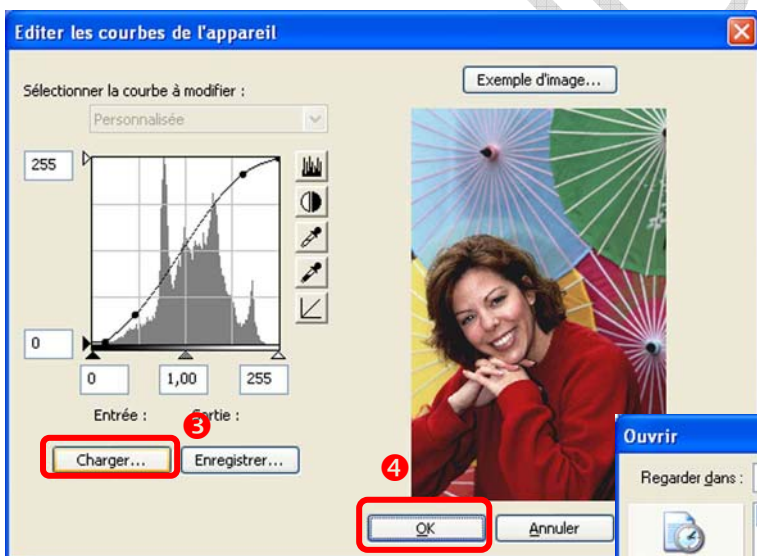 Editer les courbes de l'appareil
Exemple d'image...
Sélectionner la courbe à modifier :
Personnalisée
255
0
0 1,00 255
Entrée : Sortie :
3
Charger... Enregistrer...
4
OK Annuler
Ouvrir
Regarder dans :